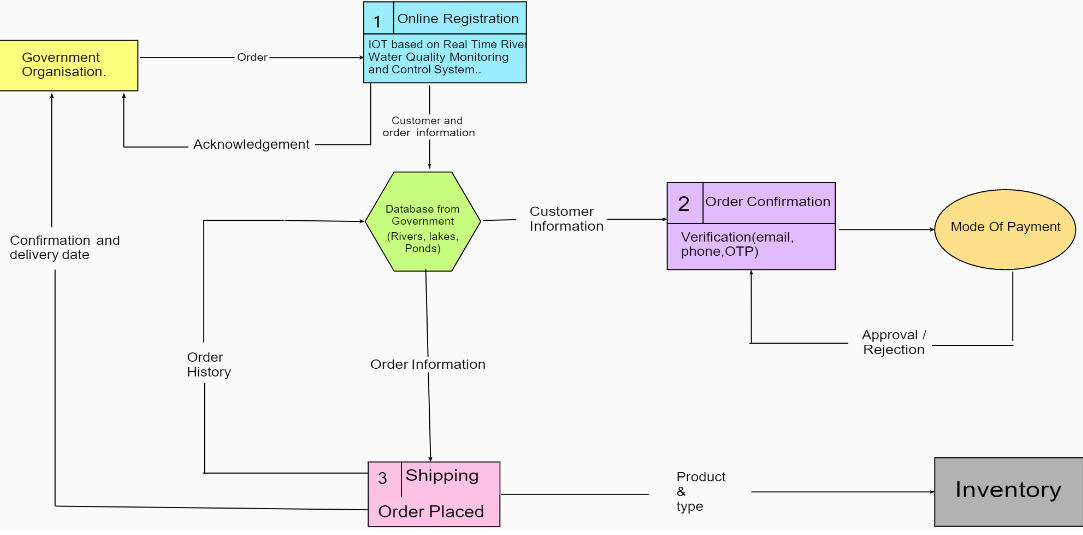 1
Online Registration
IOT based on Real Time River
Water Quality Monitoring
and Control System..
Government
Organisation.
Order
Customer and
order information
Acknowledgement
Database from
Government
(Rivers, lakes,
Ponds)
Customer
Information
2
Order Confirmation
Verification(email,
phone,OTP)
Mode Of Payment
Confirmation and
delivery date
Approval /
Rejection
Order
History
Order Information
3
Shipping
Order Placed
Product
&
type
Inventory